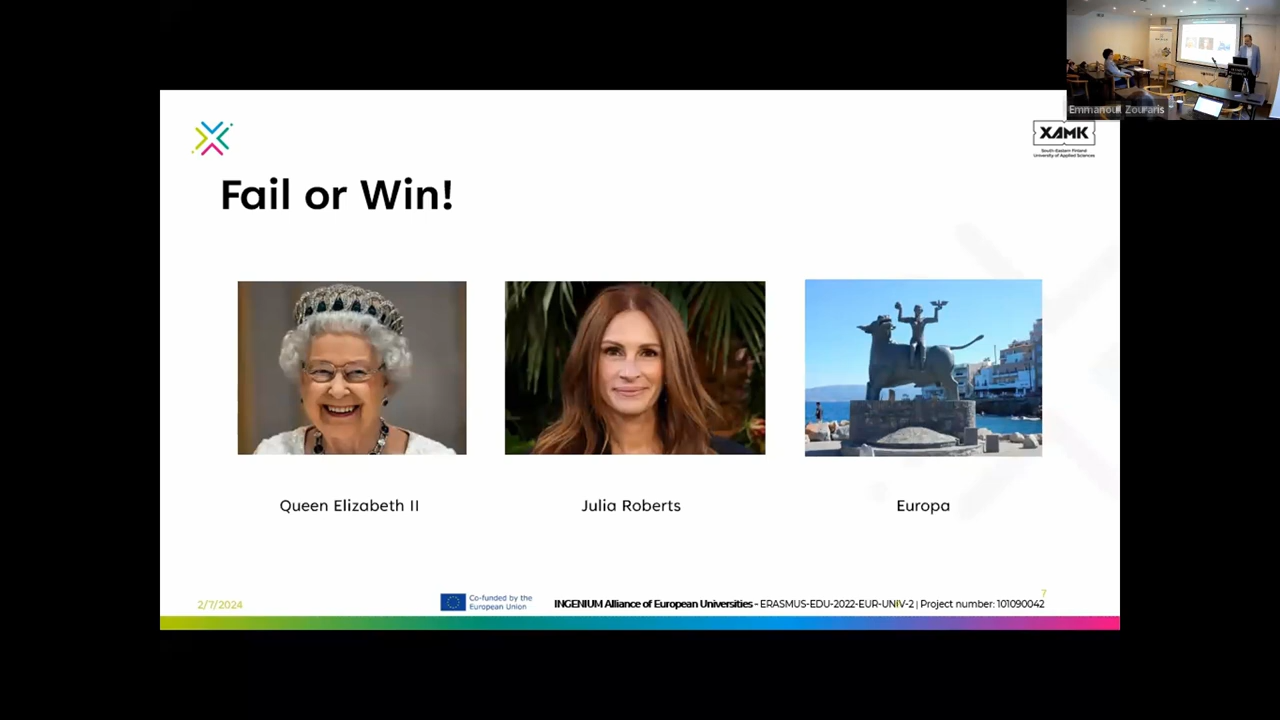 Emmanouil Zouraris
XAMK
South-Eastern Finland
University of Applied Sciences
Fail or Win!
Queen Elizabeth II
Julia Roberts
Europa
2/7/2024
Co-funded by the
European Union
INGENIUM Alliance of European Universities - ERASMUS-EDU-2022-EUR-UNIV-2 | Project number: 101090042
7